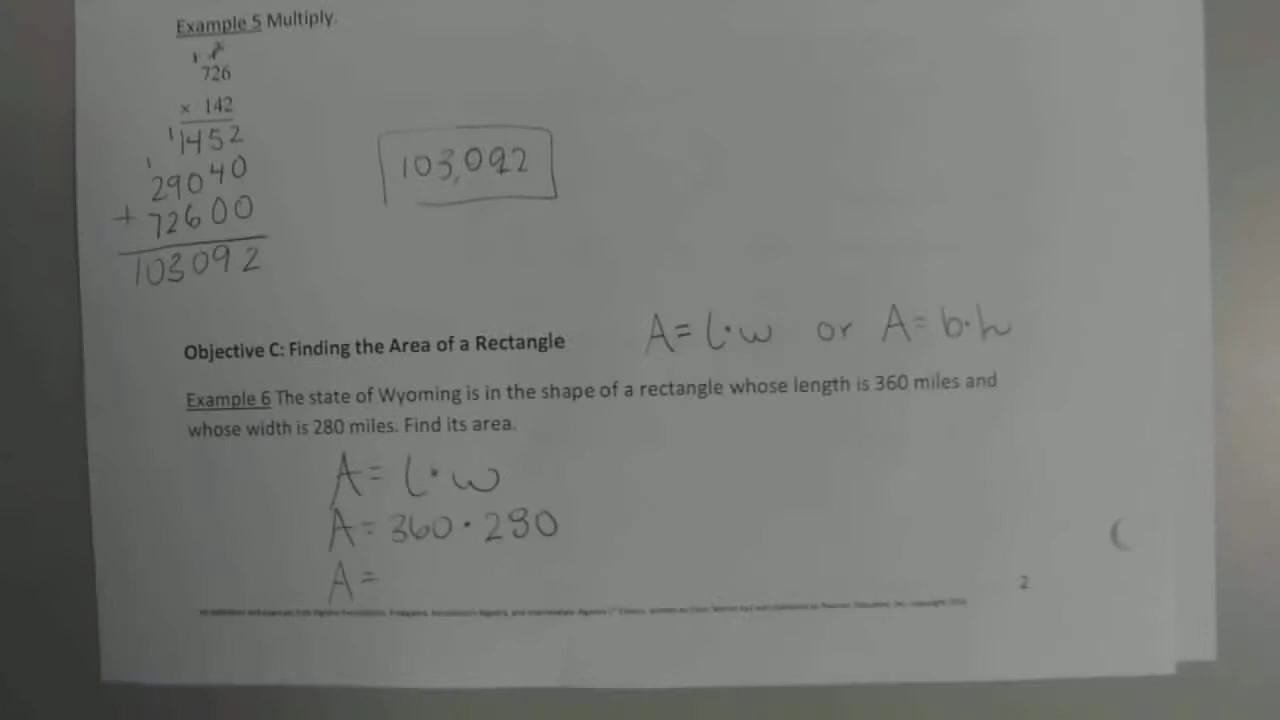 Example 5 Multiply.
1 2
726
x 142
1452
29040
+ 72600
103092
103,092
Objective C: Finding the Area of a Rectangle
A = l · w or A = b · h
Example 6 The state of Wyoming is in the shape of a rectangle whose length is 360 miles and
whose width is 280 miles. Find its area.
A = l · w
A = 360 · 280
A =
2